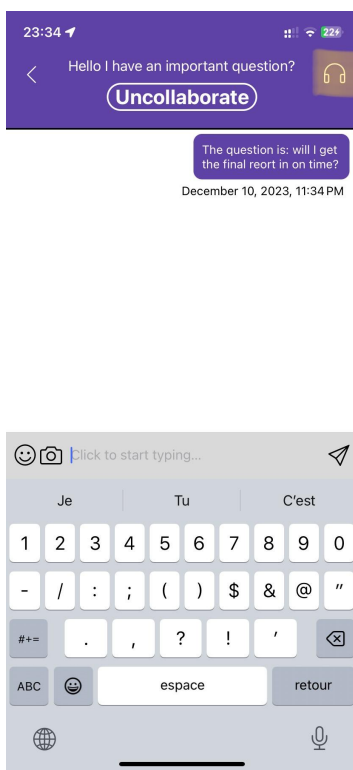 23:34
22
Hello I have an important question?
Uncollaborate
The question is: will I get
the final reort in on time?
December 10, 2023, 11:34 PM
Click to start typing...
Je Tu C'est
1 2 3 4 5 6 7 8 9 0
- / : ; ( ) $ & @ "
#+= . , ? ! '
ABC espace retour